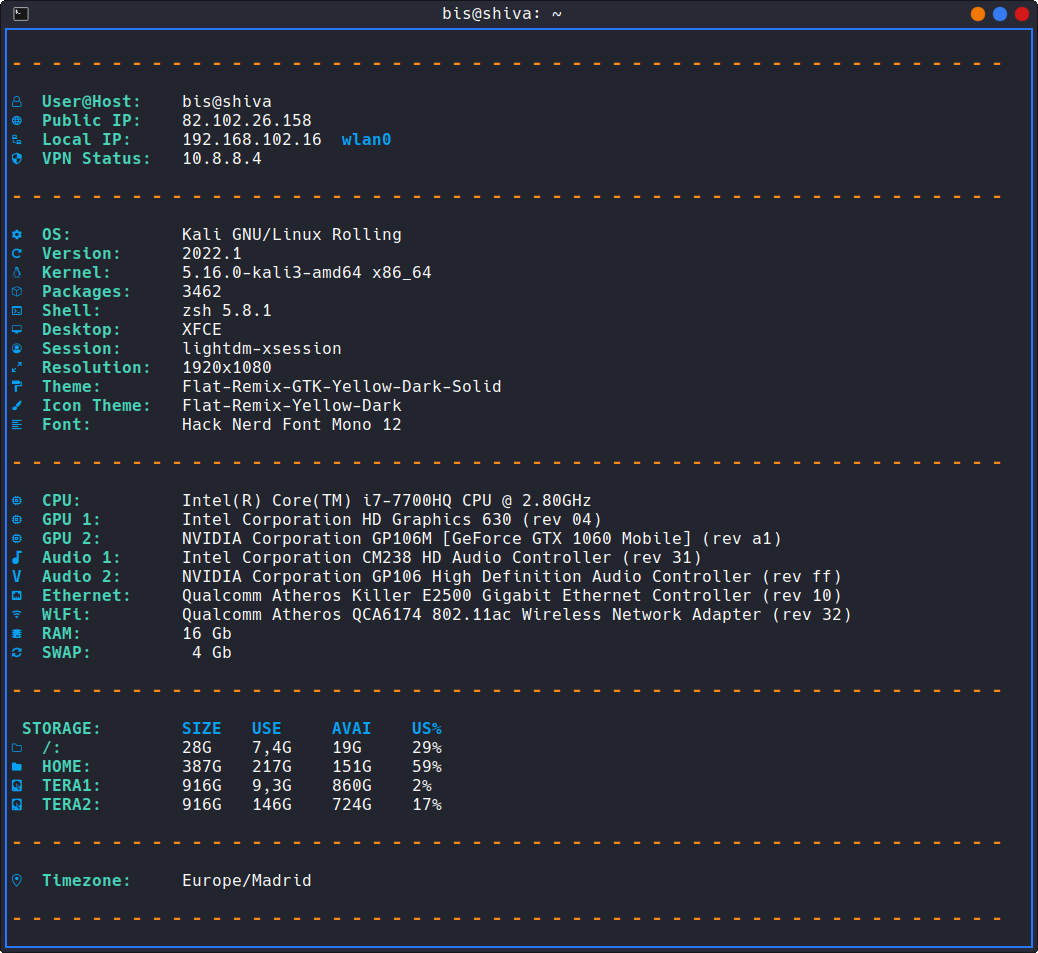 bis@shiva: ~
- - - - - - - - - - - - - - - - - - - - - - - - - - - - - - - - - - - - - - - - - - - - - - - - - -
User@Host: bis@shiva
Public IP: 82.102.26.158
Local IP: 192.168.102.16 wlan0
VPN Status: 10.8.8.4
- - - - - - - - - - - - - - - - - - - - - - - - - - - - - - - - - - - - - - - - - - - - - - - - - -
OS: Kali GNU/Linux Rolling
Version: 2022.1
Kernel: 5.16.0-kali3-amd64 x86_64
Packages: 3462
Shell: zsh 5.8.1
Desktop: XFCE
Session: lightdm-xsession
Resolution: 1920x1080
Theme: Flat-Remix-GTK-Yellow-Dark-Solid
Icon Theme: Flat-Remix-Yellow-Dark
Font: Hack Nerd Font Mono 12
- - - - - - - - - - - - - - - - - - - - - - - - - - - - - - - - - - - - - - - - - - - - - - - - - -
CPU: Intel(R) Core(TM) i7-7700HQ CPU @ 2.80GHz
GPU 1: Intel Corporation HD Graphics 630 (rev 04)
GPU 2: NVIDIA Corporation GP106M [GeForce GTX 1060 Mobile] (rev a1)
Audio 1: Intel Corporation CM238 HD Audio Controller (rev 31)
V Audio 2: NVIDIA Corporation GP106 High Definition Audio Controller (rev ff)
Ethernet: Qualcomm Atheros Killer E2500 Gigabit Ethernet Controller (rev 10)
WiFi: Qualcomm Atheros QCA6174 802.11ac Wireless Network Adapter (rev 32)
RAM: 16 Gb
SWAP: 4 Gb
- - - - - - - - - - - - - - - - - - - - - - - - - - - - - - - - - - - - - - - - - - - - - - - - - -
STORAGE: SIZE USE AVAI US%
/: 28G 7,4G 19G 29%
HOME: 387G 217G 151G 59%
TERA1: 916G 9,3G 860G 2%
TERA2: 916G 146G 724G 17%
- - - - - - - - - - - - - - - - - - - - - - - - - - - - - - - - - - - - - - - - - - - - - - - - - -
Timezone: Europe/Madrid
- - - - - - - - - - - - - - - - - - - - - - - - - - - - - - - - - - - - - - - - - - - - - - - - - -